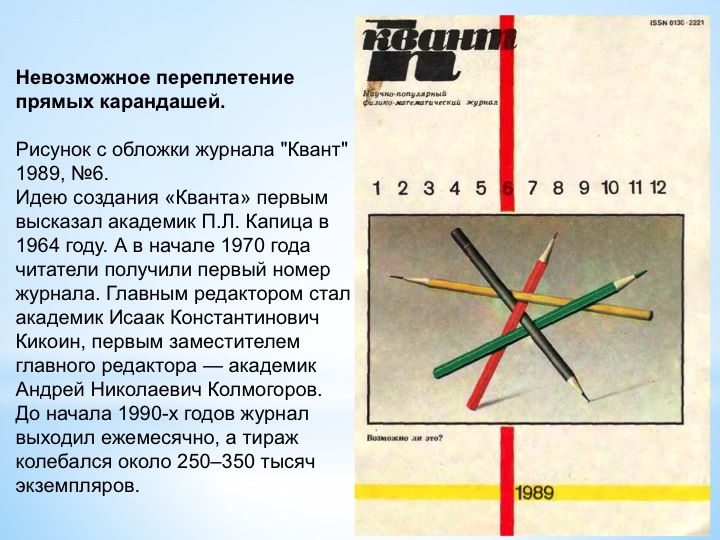 Невозможное переплетение
прямых карандашей.
Рисунок с обложки журнала "Квант"
1989, №6.
Идею создания «Кванта» первым
высказал академик П.Л. Капица в
1964 году. А в начале 1970 года
читатели получили первый номер
журнала. Главным редактором стал
академик Исаак Константинович
Кикоин, первым заместителем
главного редактора — академик
Андрей Николаевич Колмогоров.
До начала 1990-х годов журнал
выходил ежемесячно, а тираж
колебался около 250–350 тысяч
экземпляров.
ISSN 0130-2221
квант
Научно-популярный
физико-математический журнал
1 2 3 4 5 6 7 8 9 10 11 12
Возможно ли это?
1989